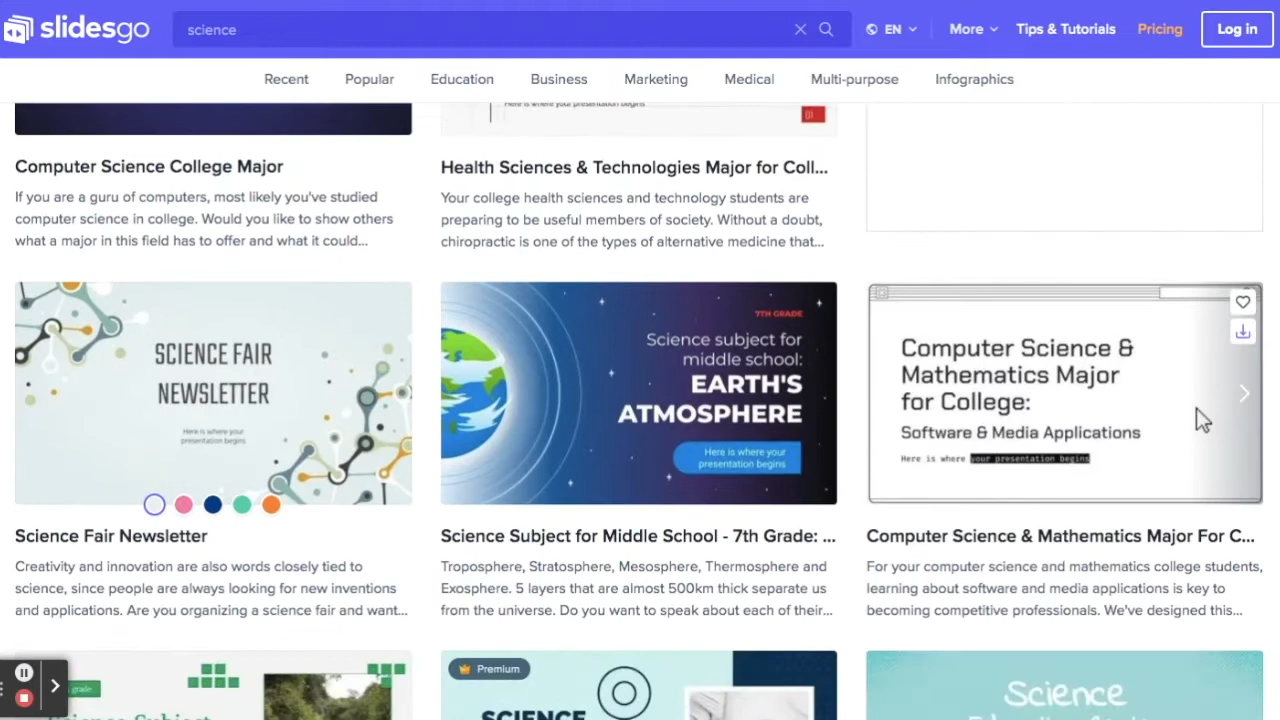 slidesgo
science
EN
More
Tips & Tutorials
Pricing
Log in
Recent
Popular
Education
Business
Marketing
Medical
Multi-purpose
Infographics
Here is where your presentation begins
01
Computer Science College Major
If you are a guru of computers, most likely you've studied
computer science in college. Would you like to show others
what a major in this field has to offer and what it could...
Health Sciences & Technologies Major for Coll...
Your college health sciences and technology students are
preparing to be useful members of society. Without a doubt,
chiropractic is one of the types of alternative medicine that...
SCIENCE FAIR
NEWSLETTER
Here is where your
presentation begins
Science Fair Newsletter
Creativity and innovation are also words closely tied to
science, since people are always looking for new inventions
and applications. Are you organizing a science fair and want...
7TH GRADE
Science subject for
middle school:
EARTH'S
ATMOSPHERE
Here is where your
presentation begins
Science Subject for Middle School - 7th Grade: ...
Troposphere, Stratosphere, Mesosphere, Thermosphere and
Exosphere. 5 layers that are almost 500km thick separate us
from the universe. Do you want to speak about each of their...
Computer Science &
Mathematics Major
for College:
Software & Media Applications
Here is where your presentation begins
Computer Science & Mathematics Major For C...
For your computer science and mathematics college students,
learning about software and media applications is key to
becoming competitive professionals. We've designed this...
grade
Science Subject
Premium
SCIENCE
Science